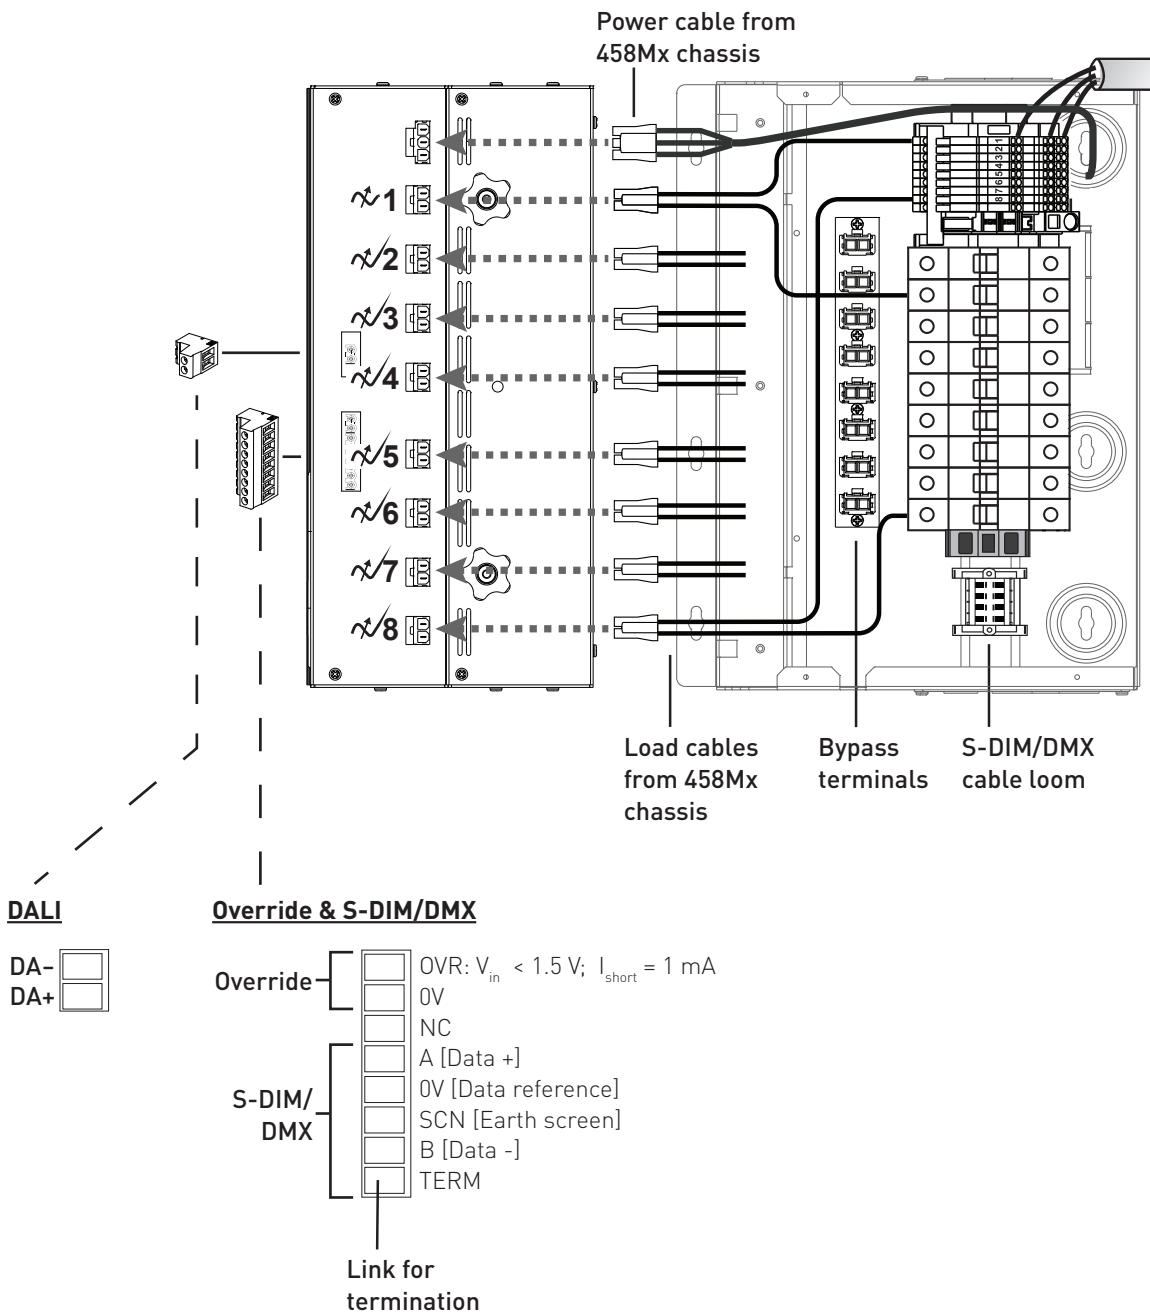 Power cable from
458Mx chassis
1
2
3
4
5
6
7
8
87654321
Load cables
from 458Mx
chassis
Bypass
terminals
S-DIM/DMX
cable loom
DALI
DA-
DA+
Override & S-DIM/DMX
Override
OVR: Vin < 1.5 V; Ishort = 1 mA
0V
NC
S-DIM/
DMX
A [Data +]
0V [Data reference]
SCN [Earth screen]
B [Data -]
TERM
Link for
termination